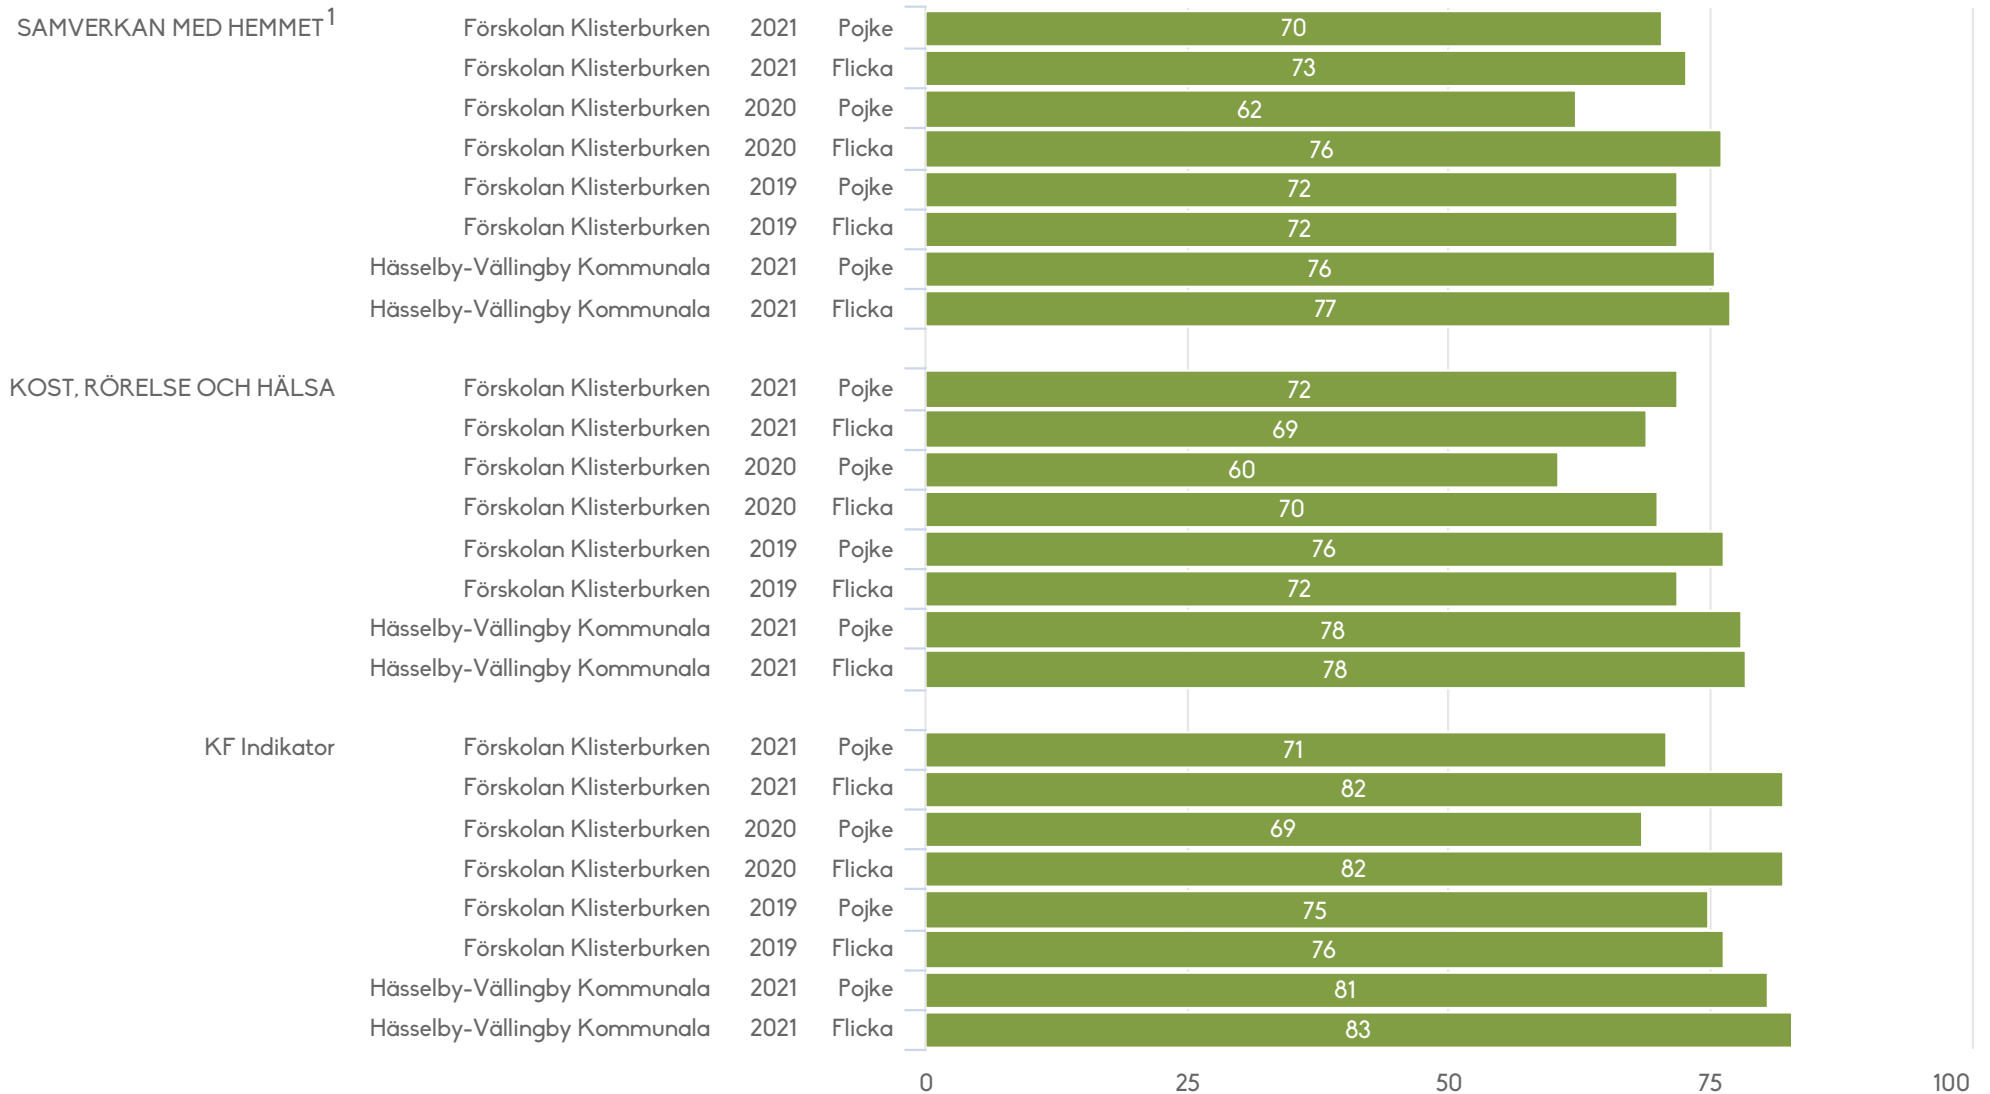 SAMVERKAN MED HEMMET¹ Förskolan Klisterburken 2021 Pojke 70
Förskolan Klisterburken 2021 Flicka 73
Förskolan Klisterburken 2020 Pojke 62
Förskolan Klisterburken 2020 Flicka 76
Förskolan Klisterburken 2019 Pojke 72
Förskolan Klisterburken 2019 Flicka 72
Hässelby-Vällingby Kommunala 2021 Pojke 76
Hässelby-Vällingby Kommunala 2021 Flicka 77
KOST, RÖRELSE OCH HÄLSA Förskolan Klisterburken 2021 Pojke 72
Förskolan Klisterburken 2021 Flicka 69
Förskolan Klisterburken 2020 Pojke 60
Förskolan Klisterburken 2020 Flicka 70
Förskolan Klisterburken 2019 Pojke 76
Förskolan Klisterburken 2019 Flicka 72
Hässelby-Vällingby Kommunala 2021 Pojke 78
Hässelby-Vällingby Kommunala 2021 Flicka 78
KF Indikator Förskolan Klisterburken 2021 Pojke 71
Förskolan Klisterburken 2021 Flicka 82
Förskolan Klisterburken 2020 Pojke 69
Förskolan Klisterburken 2020 Flicka 82
Förskolan Klisterburken 2019 Pojke 75
Förskolan Klisterburken 2019 Flicka 76
Hässelby-Vällingby Kommunala 2021 Pojke 81
Hässelby-Vällingby Kommunala 2021 Flicka 83
0 25 50 75 100